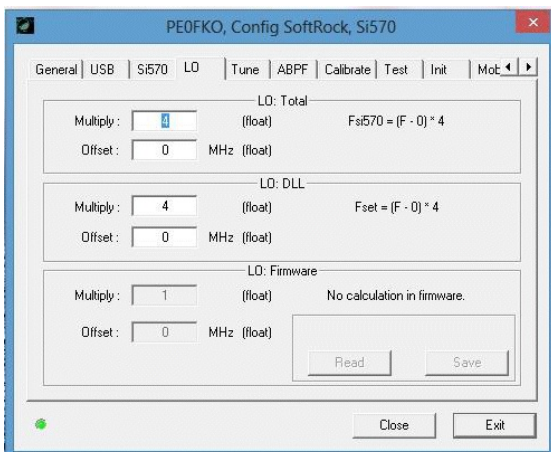 PE0FKO, Config SoftRock, Si570
General USB Si570 LO Tune ABPF Calibrate Test Init Mob
LO: Total
Multiply : 4 (float) Fsi570 = (F - 0) * 4
Offset : 0 MHz (float)
LO: DLL
Multiply : 4 (float) Fset = (F - 0) * 4
Offset : 0 MHz (float)
LO: Firmware
Multiply : 1 (float) No calculation in firmware.
Offset : 0 MHz (float)
Read Save
Close Exit